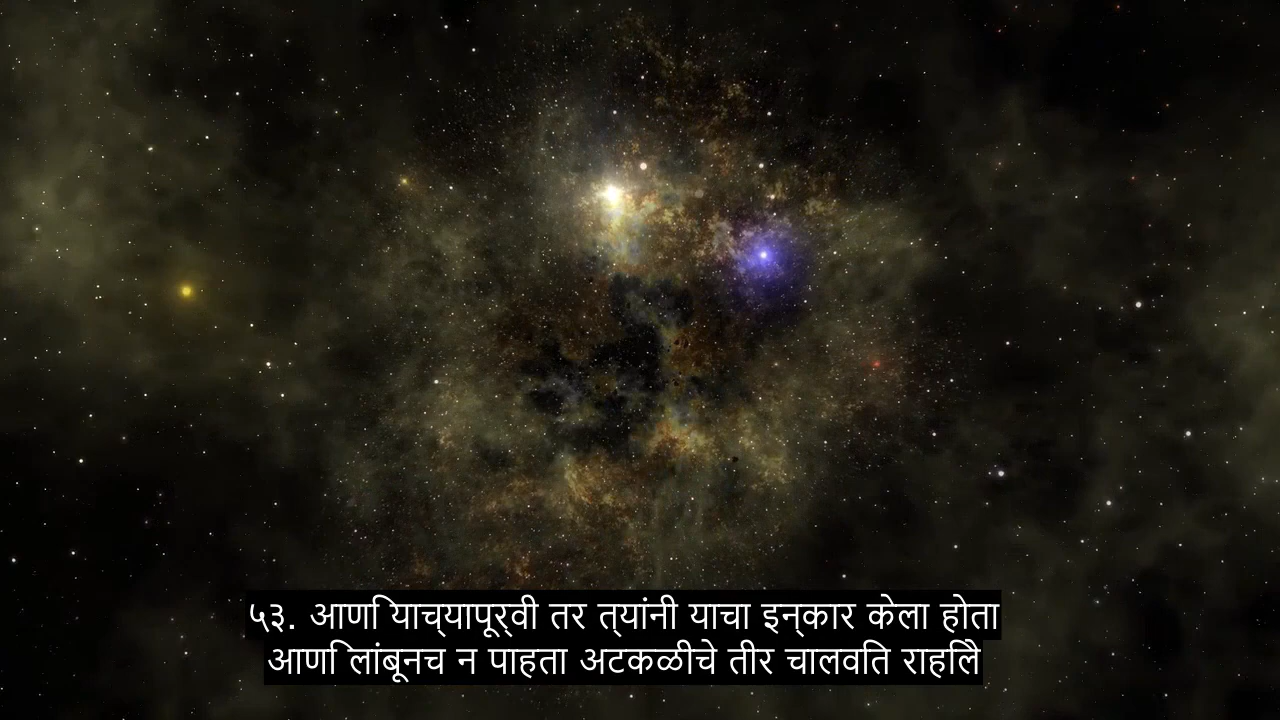 ५३. आणि याच्यापूर्वी तर त्यांनी याचा इन्कार केला होता
आणि लांबूनच न पाहता अटकळीचे तीर चालवित राहिले